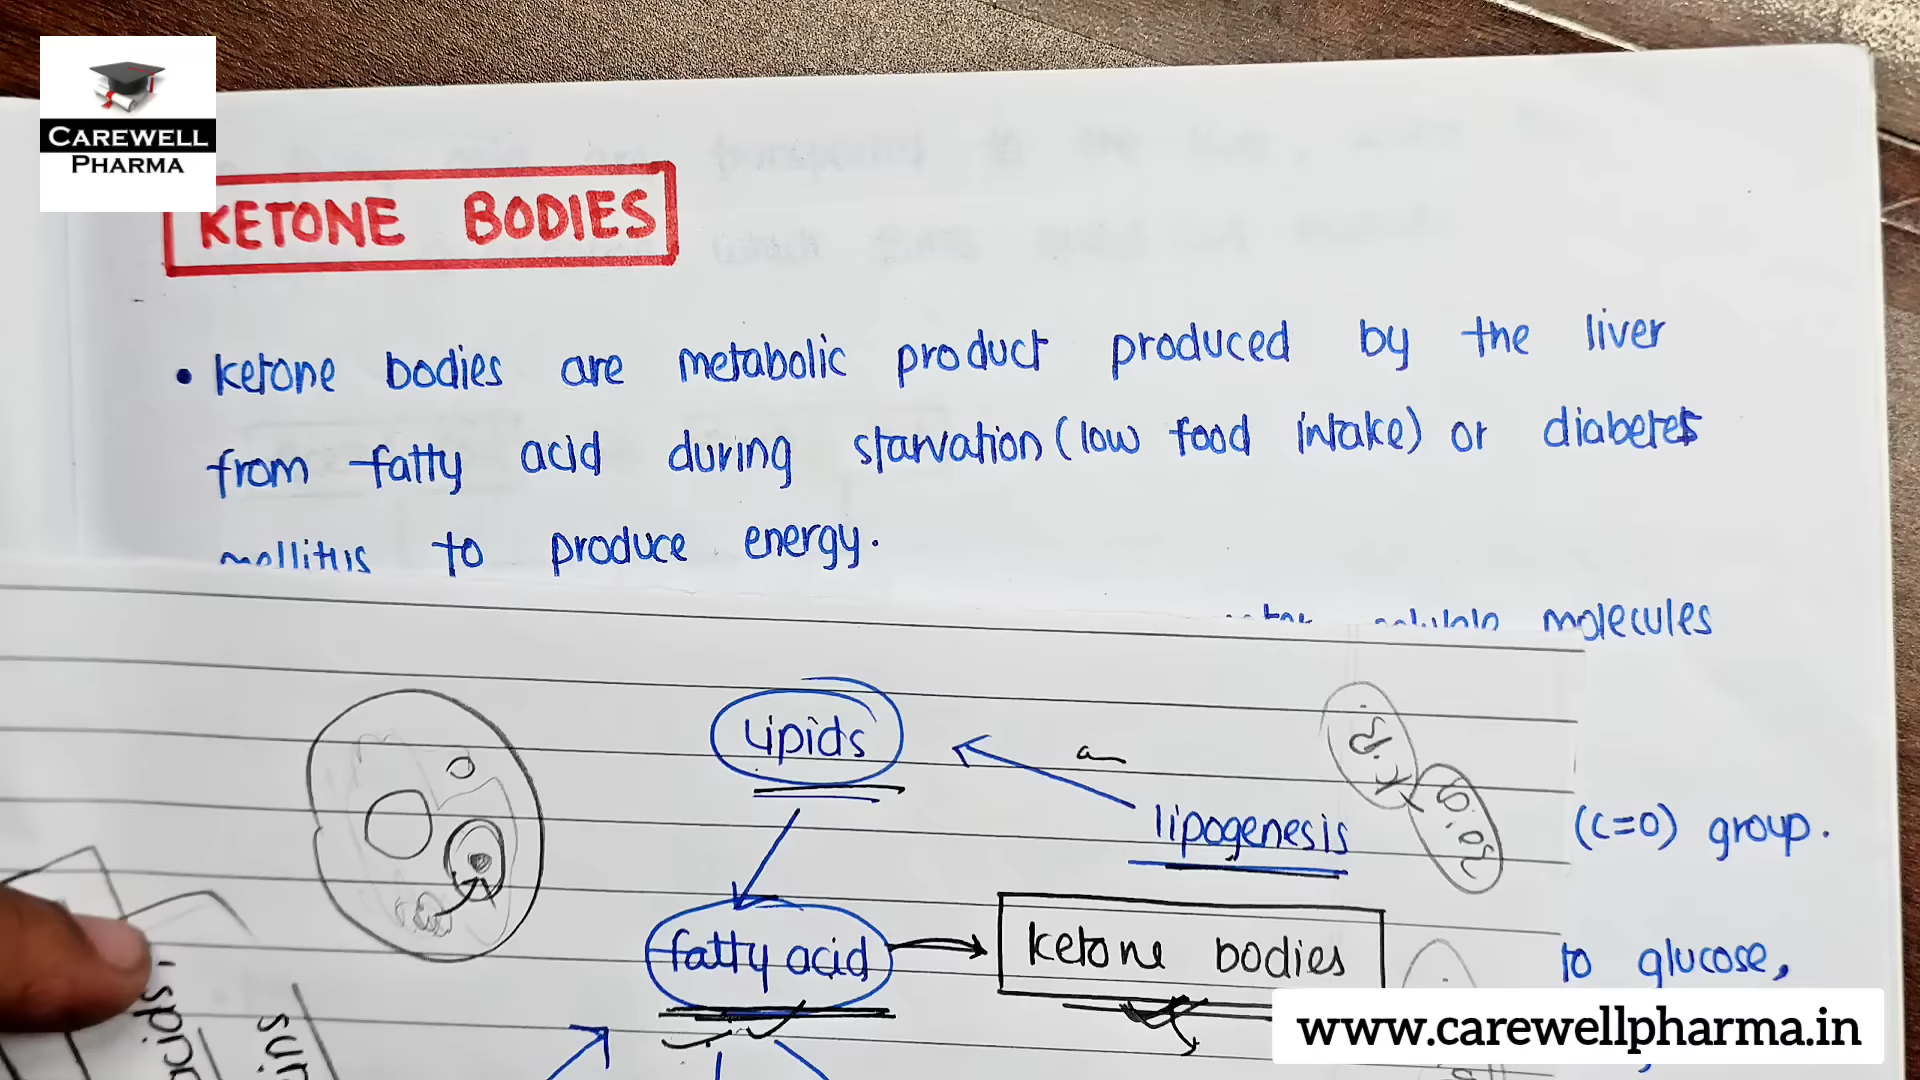 CAREWELL
PHARMA
KETONE BODIES
• ketone bodies are metabolic product produced by the liver
from fatty acid during starvation (low food intake) or diabetes
mellitus to produce energy.
molecules
Lipids
lipogenesis
(C=O) group.
fatty acid
ketone bodies
to glucose,
www.carewellpharma.in